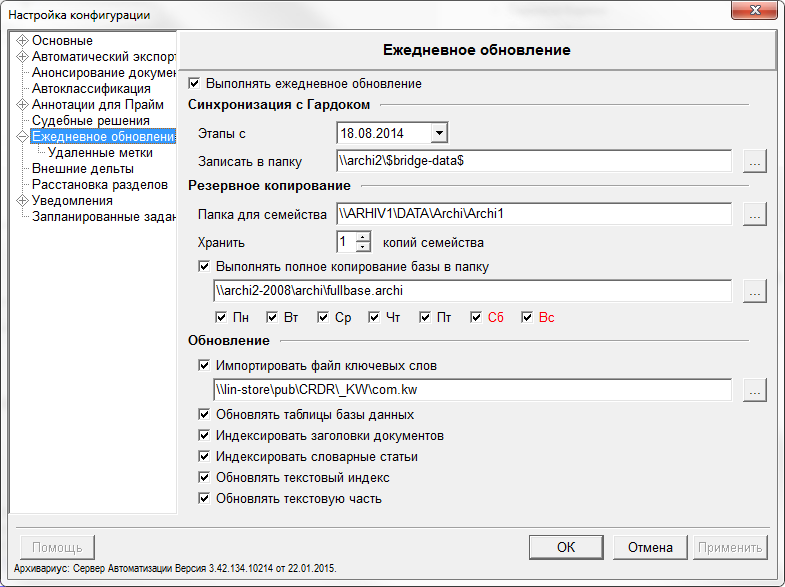 Настройка конфигурации
Основные
Автоматический экспорт
Анонсирование докумен
Автоклассификация
Аннотации для Прайм
Судебные решения
Ежедневное обновлени
Удаленные метки
Внешние дельты
Расстановка разделов
Уведомления
Запланированные задан
Ежедневное обновление
Выполнять ежедневное обновление
Синхронизация с Гардоком
Этапы с 18.08.2014
Записать в папку \\archi2\$bridge-data$ ...
Резервное копирование
Папка для семейства \\ARHIV1\DATA\Archi\Archi1 ...
Хранить 1 копий семейства
Выполнять полное копирование базы в папку
\\archi2-2008\archi\fullbase.archi ...
Пн Вт Ср Чт Пт Сб Вс
Обновление
Импортировать файл ключевых слов
\\lin-store\pub\CRDR\_KW\com.kw ...
Обновлять таблицы базы данных
Индексировать заголовки документов
Индексировать словарные статьи
Обновлять текстовый индекс
Обновлять текстовую часть
Помощь OK Отмена Применить
Архивариус: Сервер Автоматизации Версия 3.42.134.10214 от 22.01.2015.